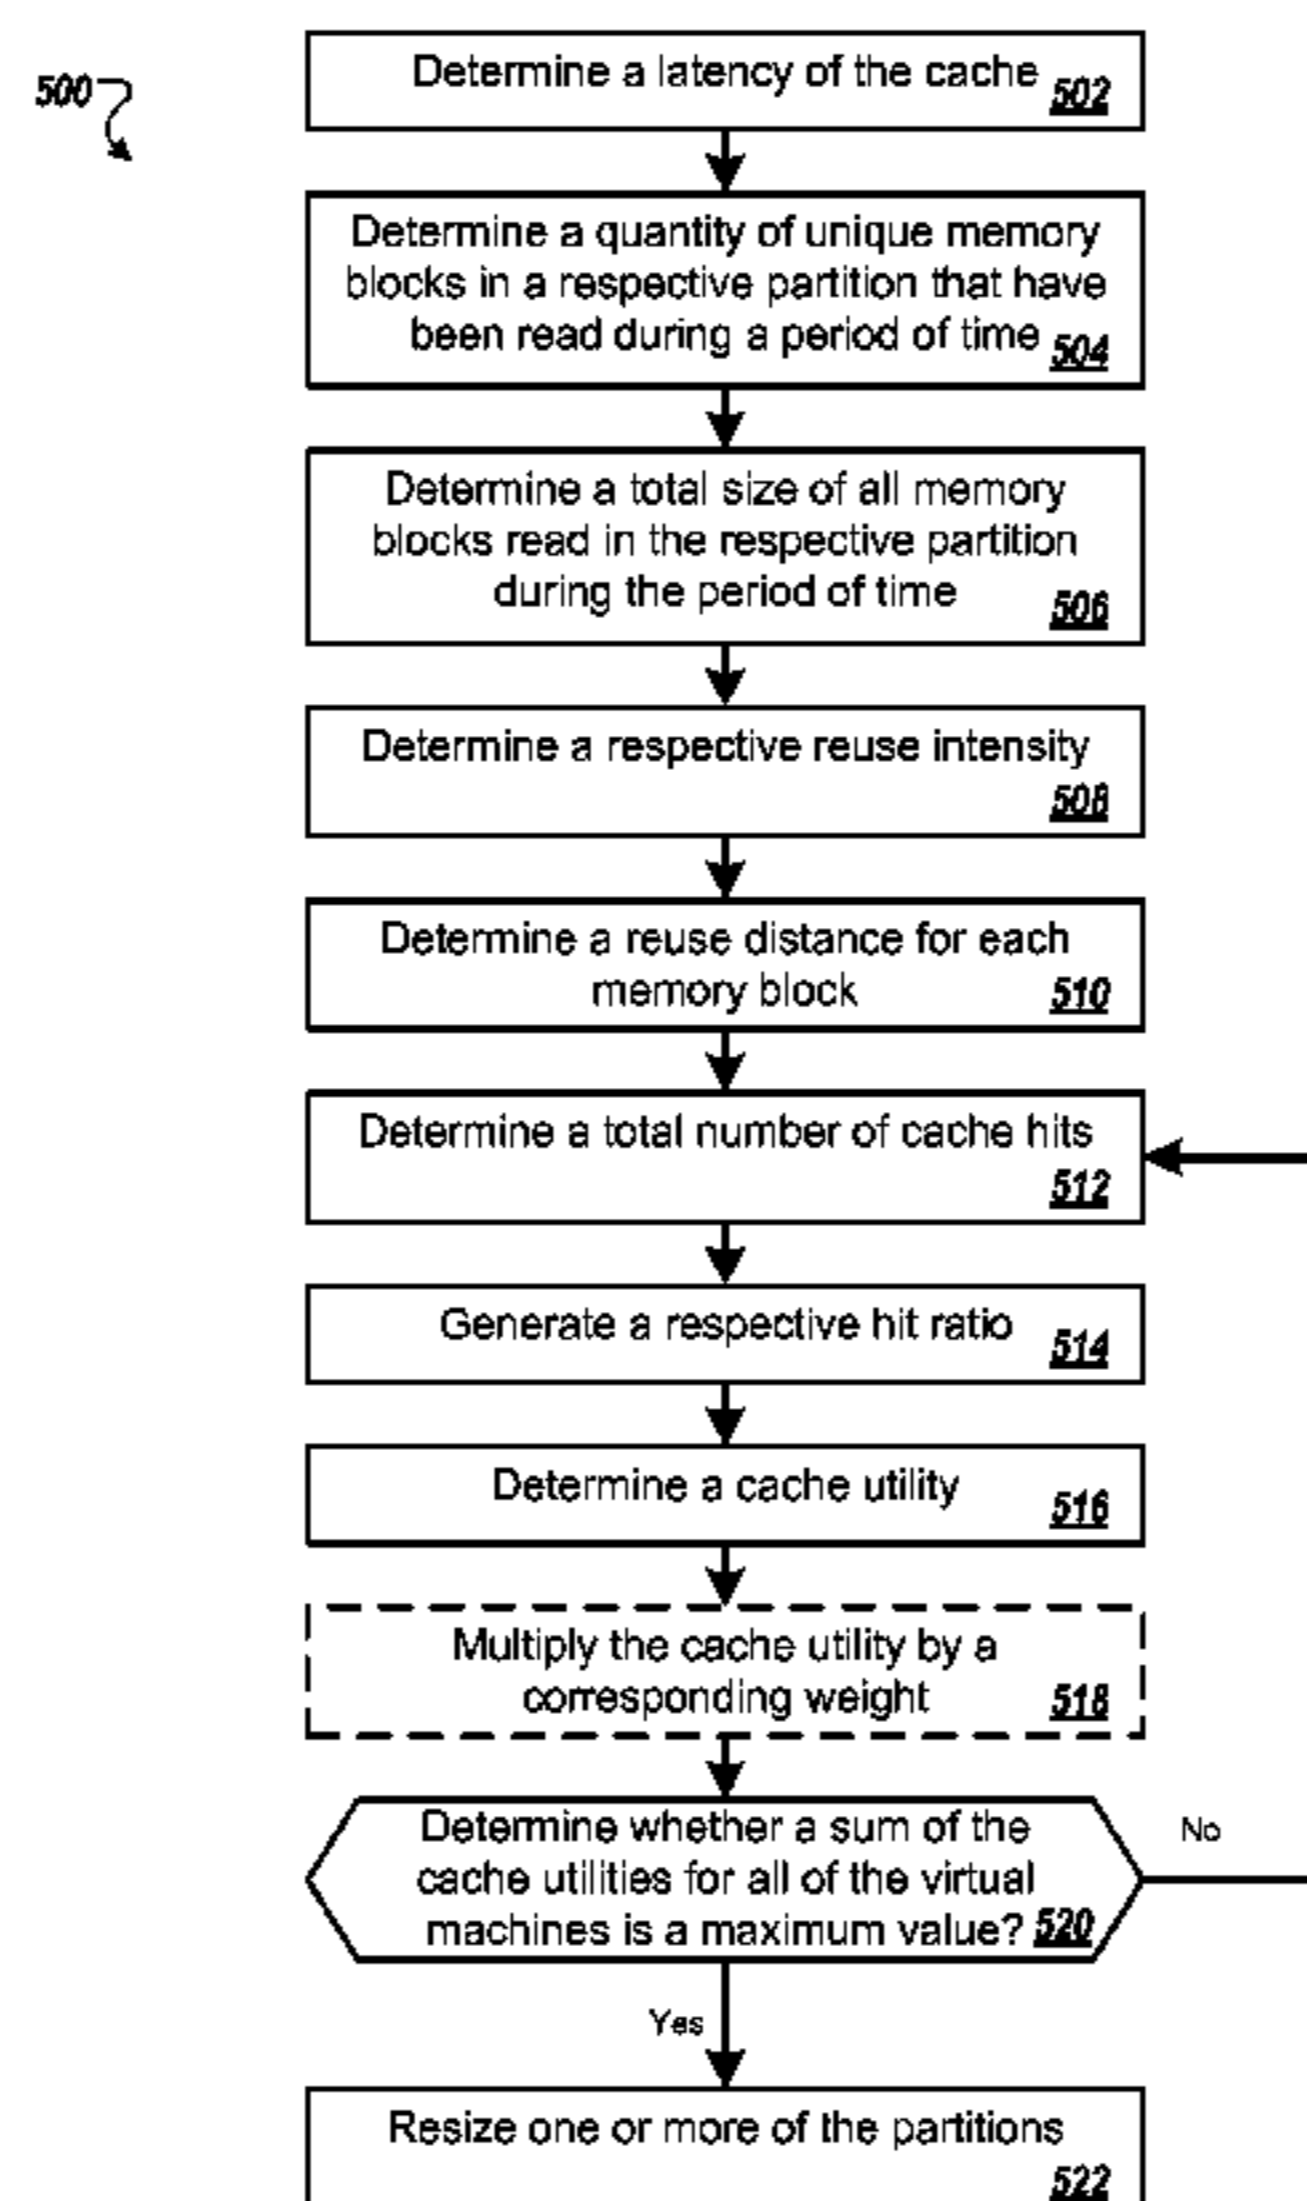 500
Determine a latency of the cache 502
Determine a quantity of unique memory
blocks in a respective partition that have
been read during a period of time 504
Determine a total size of all memory
blocks read in the respective partition
during the period of time 506
Determine a respective reuse intensity
508
Determine a reuse distance for each
memory block 510
Determine a total number of cache hits
512
Generate a respective hit ratio 514
Determine a cache utility 516
Multiply the cache utility by a
corresponding weight 518
Determine whether a sum of the
No
cache utilities for all of the virtual
machines is a maximum value? 520
Yes
Resize one or more of the partitions
522